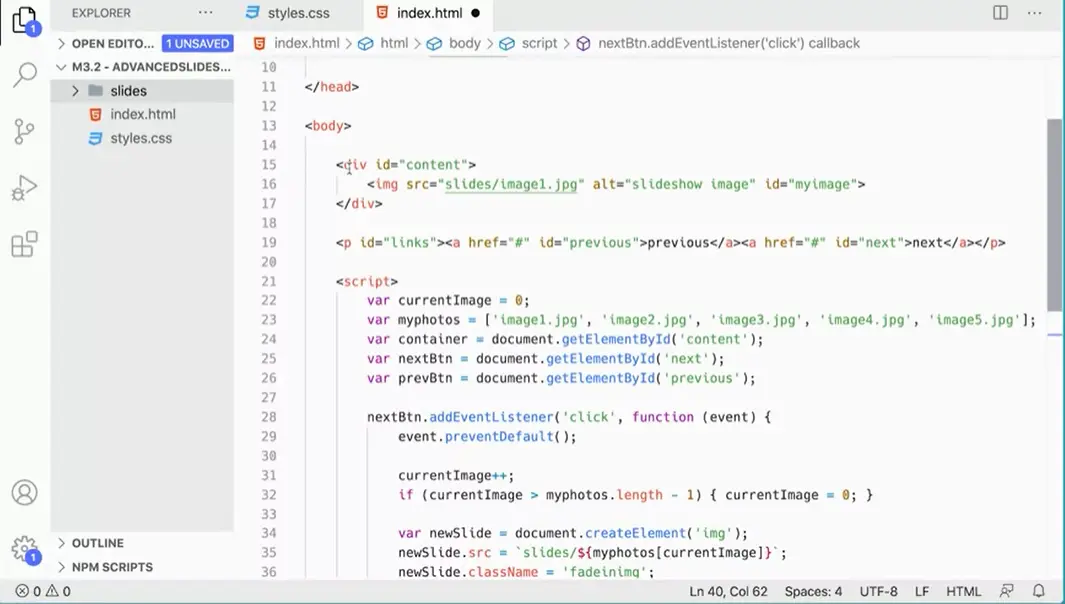 EXPLORER ···
styles.css
index.html ●
···
1
OPEN EDITO... 1 UNSAVED
index.html > html > body > script > nextBtn.addEventListener('click') callback
M3.2 - ADVANCEDSLIDES...
slides
index.html
styles.css
10
11 </head>
12
13 <body>
14
15 <div id="content">
16 <img src="slides/image1.jpg" alt="slideshow image" id="myimage">
17 </div>
18
19 <p id="links"><a href="#" id="previous">previous</a><a href="#" id="next">next</a></p>
20
21 <script>
22 var currentImage = 0;
23 var myphotos = ['image1.jpg', 'image2.jpg', 'image3.jpg', 'image4.jpg', 'image5.jpg'];
24 var container = document.getElementById('content');
25 var nextBtn = document.getElementById('next');
26 var prevBtn = document.getElementById('previous');
27
28 nextBtn.addEventListener('click', function (event) {
29 event.preventDefault();
30
31 currentImage++;
32 if (currentImage > myphotos.length - 1) { currentImage = 0; }
33
34 var newSlide = document.createElement('img');
35 newSlide.src = `slides/${myphotos[currentImage]}`;
36 newSlide.className = 'fadeinimg';
OUTLINE
1
NPM SCRIPTS
0 0
Ln 40, Col 62 Spaces: 4 UTF-8 LF HTML